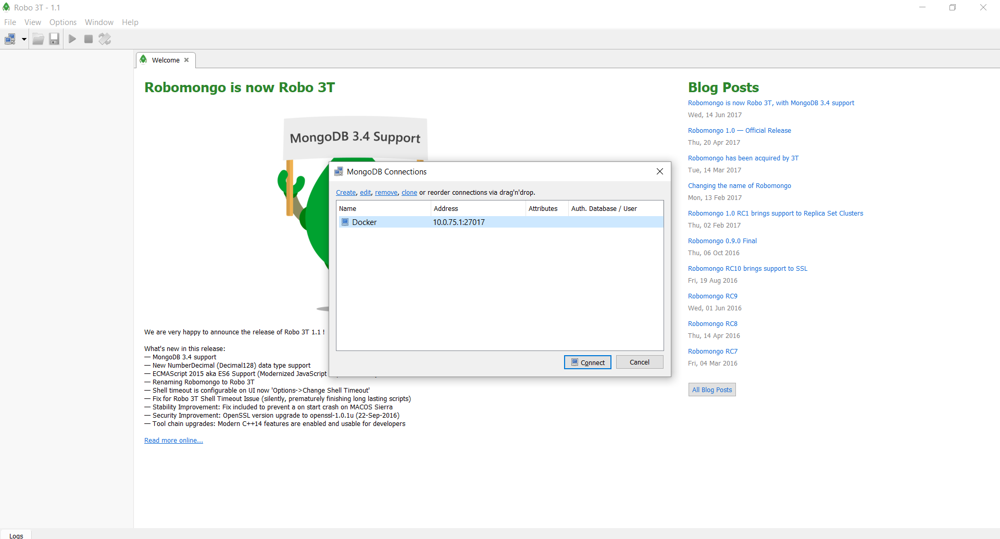 Robo 3T - 1.1
File View Options Window Help
Welcome
Robomongo is now Robo 3T
MongoDB 3.4 Support
MongoDB Connections
Create, edit, remove, clone or reorder connections via drag'n'drop.
Name Address Attributes Auth. Database / User
Docker 10.0.75.1:27017
Connect Cancel
We are very happy to announce the release of Robo 3T 1.1 !
What's new in this release:
— MongoDB 3.4 support
— New NumberDecimal (Decimal128) data type support
— ECMAScript 2015 aka ES6 Support (Modernized JavaScript
— Renaming Robomongo to Robo 3T
— Shell timeout is configurable on UI now 'Options->Change Shell Timeout'
— Fix for Robo 3T Shell Timeout Issue (silently, prematurely finishing long lasting scripts)
— Stability Improvement: Fix included to prevent a on start crash on MACOS Sierra
— Security Improvement: OpenSSL version upgrade to openssl-1.0.1u (22-Sep-2016)
— Tool chain upgrades: Modern C++14 features are enabled and usable for developers
Read more online...
Blog Posts
Robomongo is now Robo 3T, with MongoDB 3.4 support
Wed, 14 Jun 2017
Robomongo 1.0 — Official Release
Thu, 20 Apr 2017
Robomongo has been acquired by 3T
Tue, 14 Mar 2017
Changing the name of Robomongo
Mon, 13 Feb 2017
Robomongo 1.0 RC1 brings support to Replica Set Clusters
Thu, 02 Feb 2017
Robomongo 0.9.0 Final
Thu, 06 Oct 2016
Robomongo RC10 brings support to SSL
Fri, 19 Aug 2016
Robomongo RC9
Wed, 01 Jun 2016
Robomongo RC8
Thu, 14 Apr 2016
Robomongo RC7
Fri, 04 Mar 2016
All Blog Posts
Logs